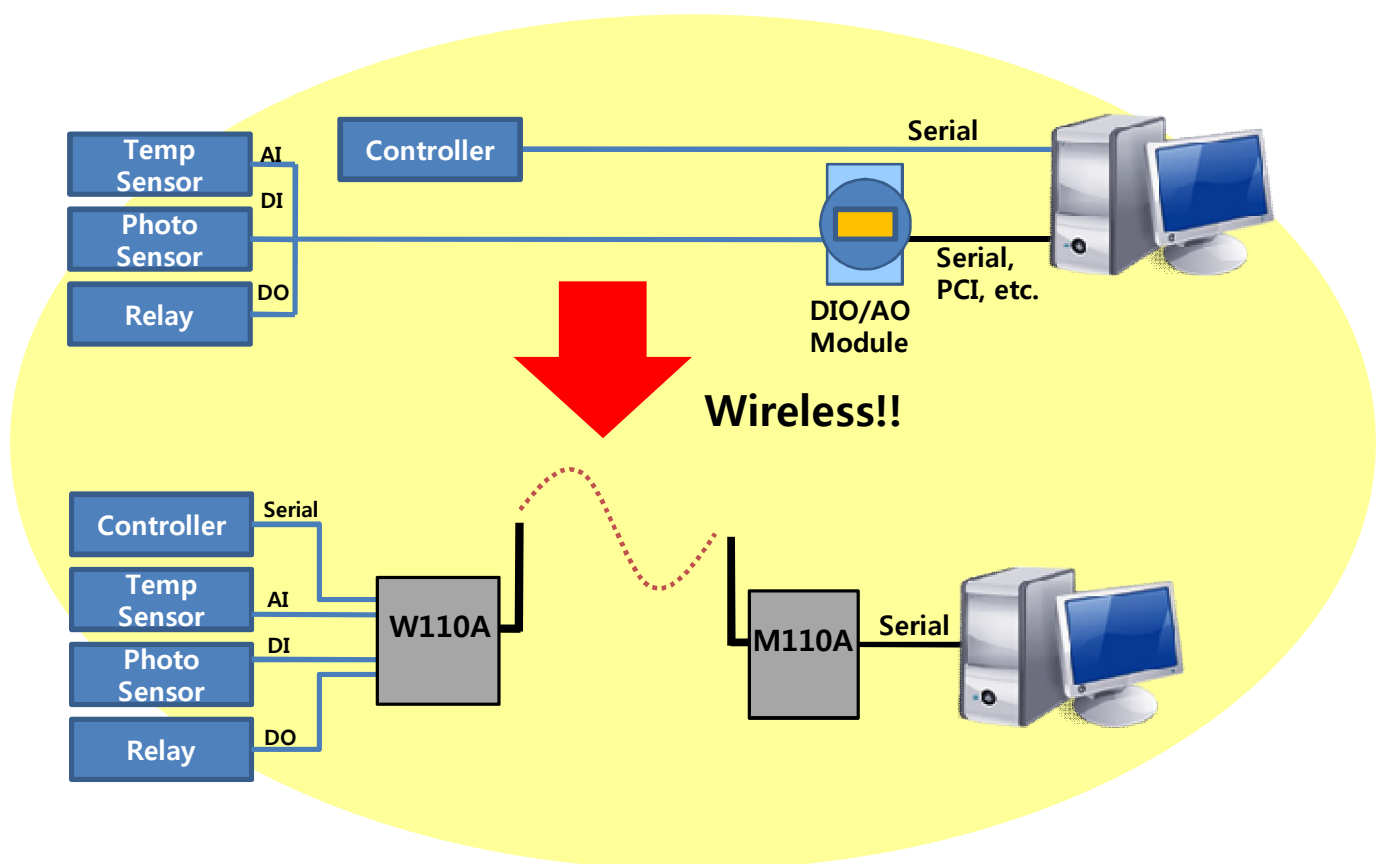 Temp
Sensor
AI
Controller
Serial
DI
Photo
Sensor
DO
Relay
Serial,
PCI, etc.
DIO/AO
Module
Wireless!!
Controller
Serial
Temp
Sensor
AI
W110A
M110A
Serial
DI
Photo
Sensor
DO
Relay